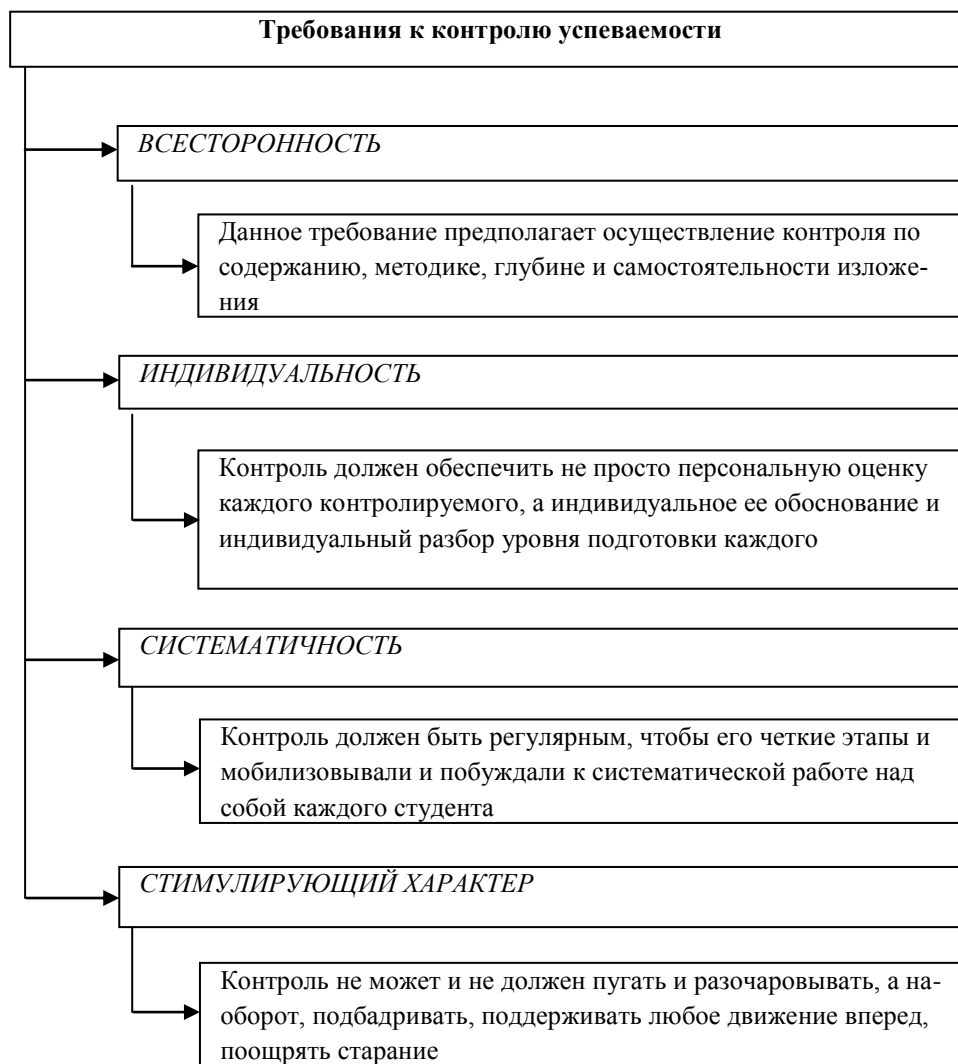 Требования к контролю успеваемости
ВСЕСТОРОННОСТЬ
Данное требование предполагает осуществление контроля по
содержанию, методике, глубине и самостоятельности изложе-
ния
ИНДИВИДУАЛЬНОСТЬ
Контроль должен обеспечить не просто персональную оценку
каждого контролируемого, а индивидуальное ее обоснование и
индивидуальный разбор уровня подготовки каждого
СИСТЕМАТИЧНОСТЬ
Контроль должен быть регулярным, чтобы его четкие этапы и
мобилизовывали и побуждали к систематической работе над
собой каждого студента
СТИМУЛИРУЮЩИЙ ХАРАКТЕР
Контроль не может и не должен пугать и разочаровывать, а на-
оборот, подбадривать, поддерживать любое движение вперед,
поощрять старание